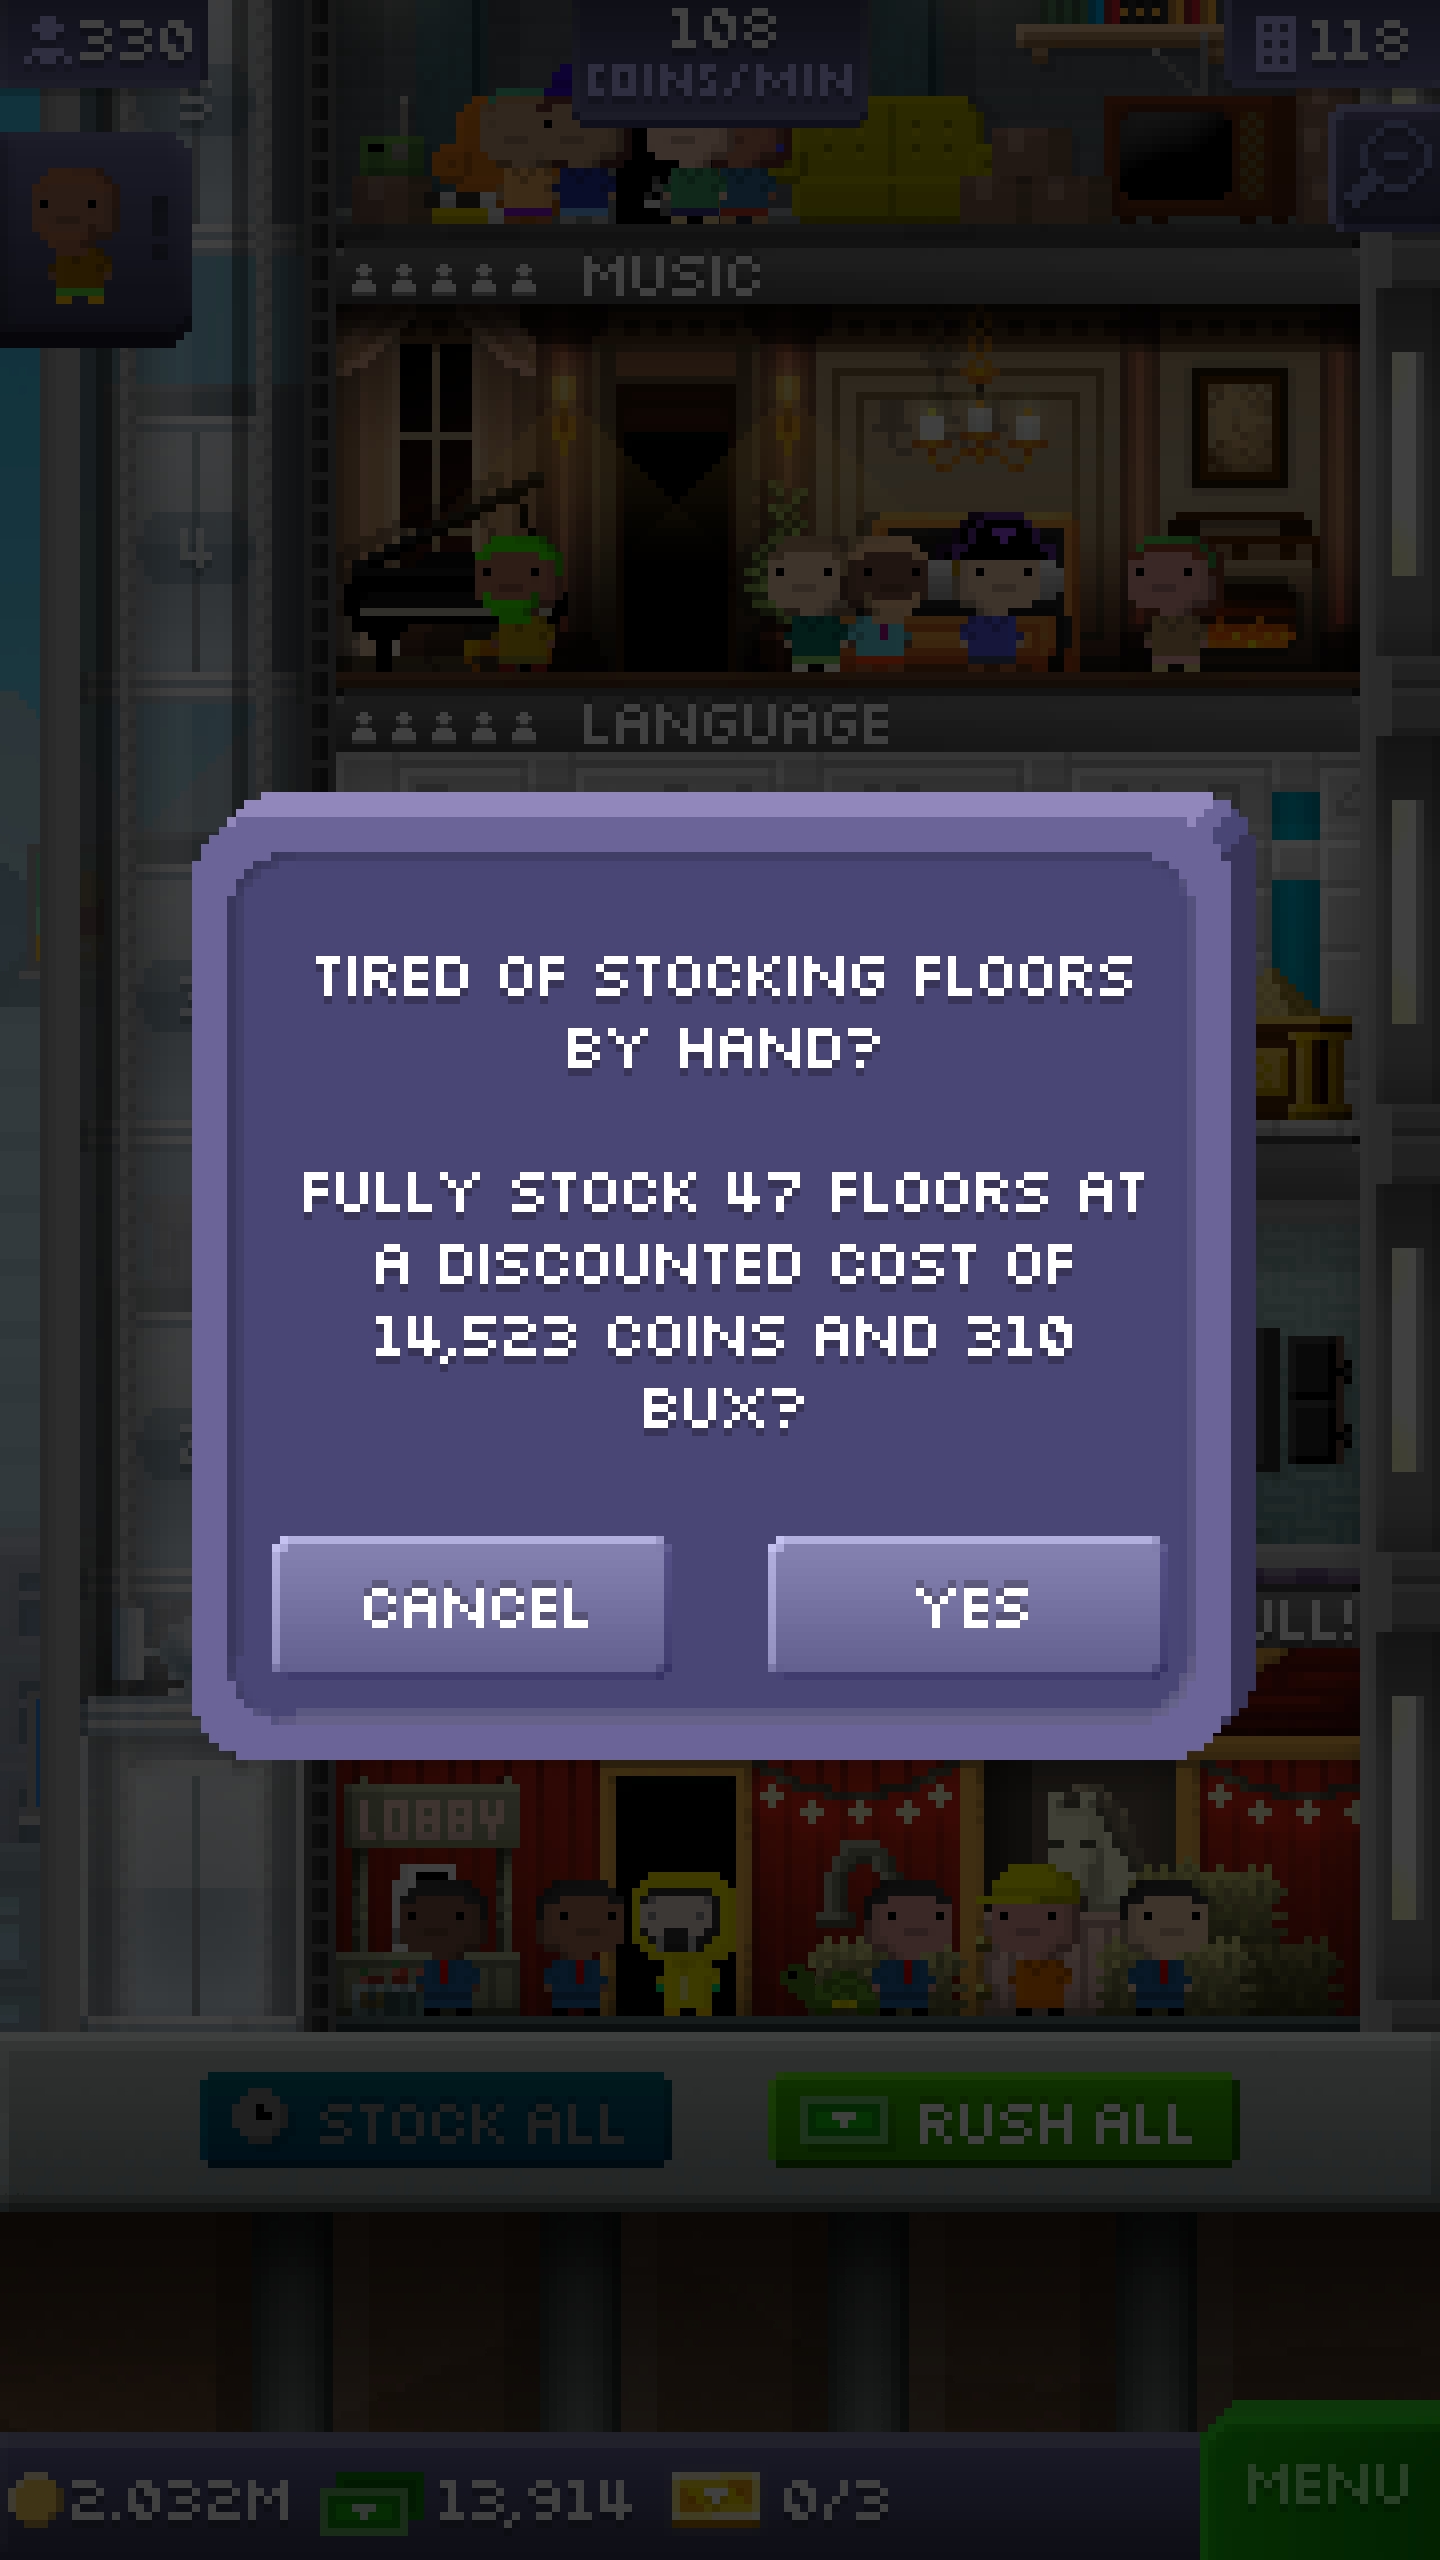 330
108
COINS/MIN
118
5
MUSIC
4
LANGUAGE
TIRED OF STOCKING FLOORS
BY HAND?
FULLY STOCK 47 FLOORS AT
A DISCOUNTED COST OF
14,523 COINS AND 310
BUX?
CANCEL
YES
LOBBY
STOCK ALL
RUSH ALL
2.032M
13,914
0/3
MENU